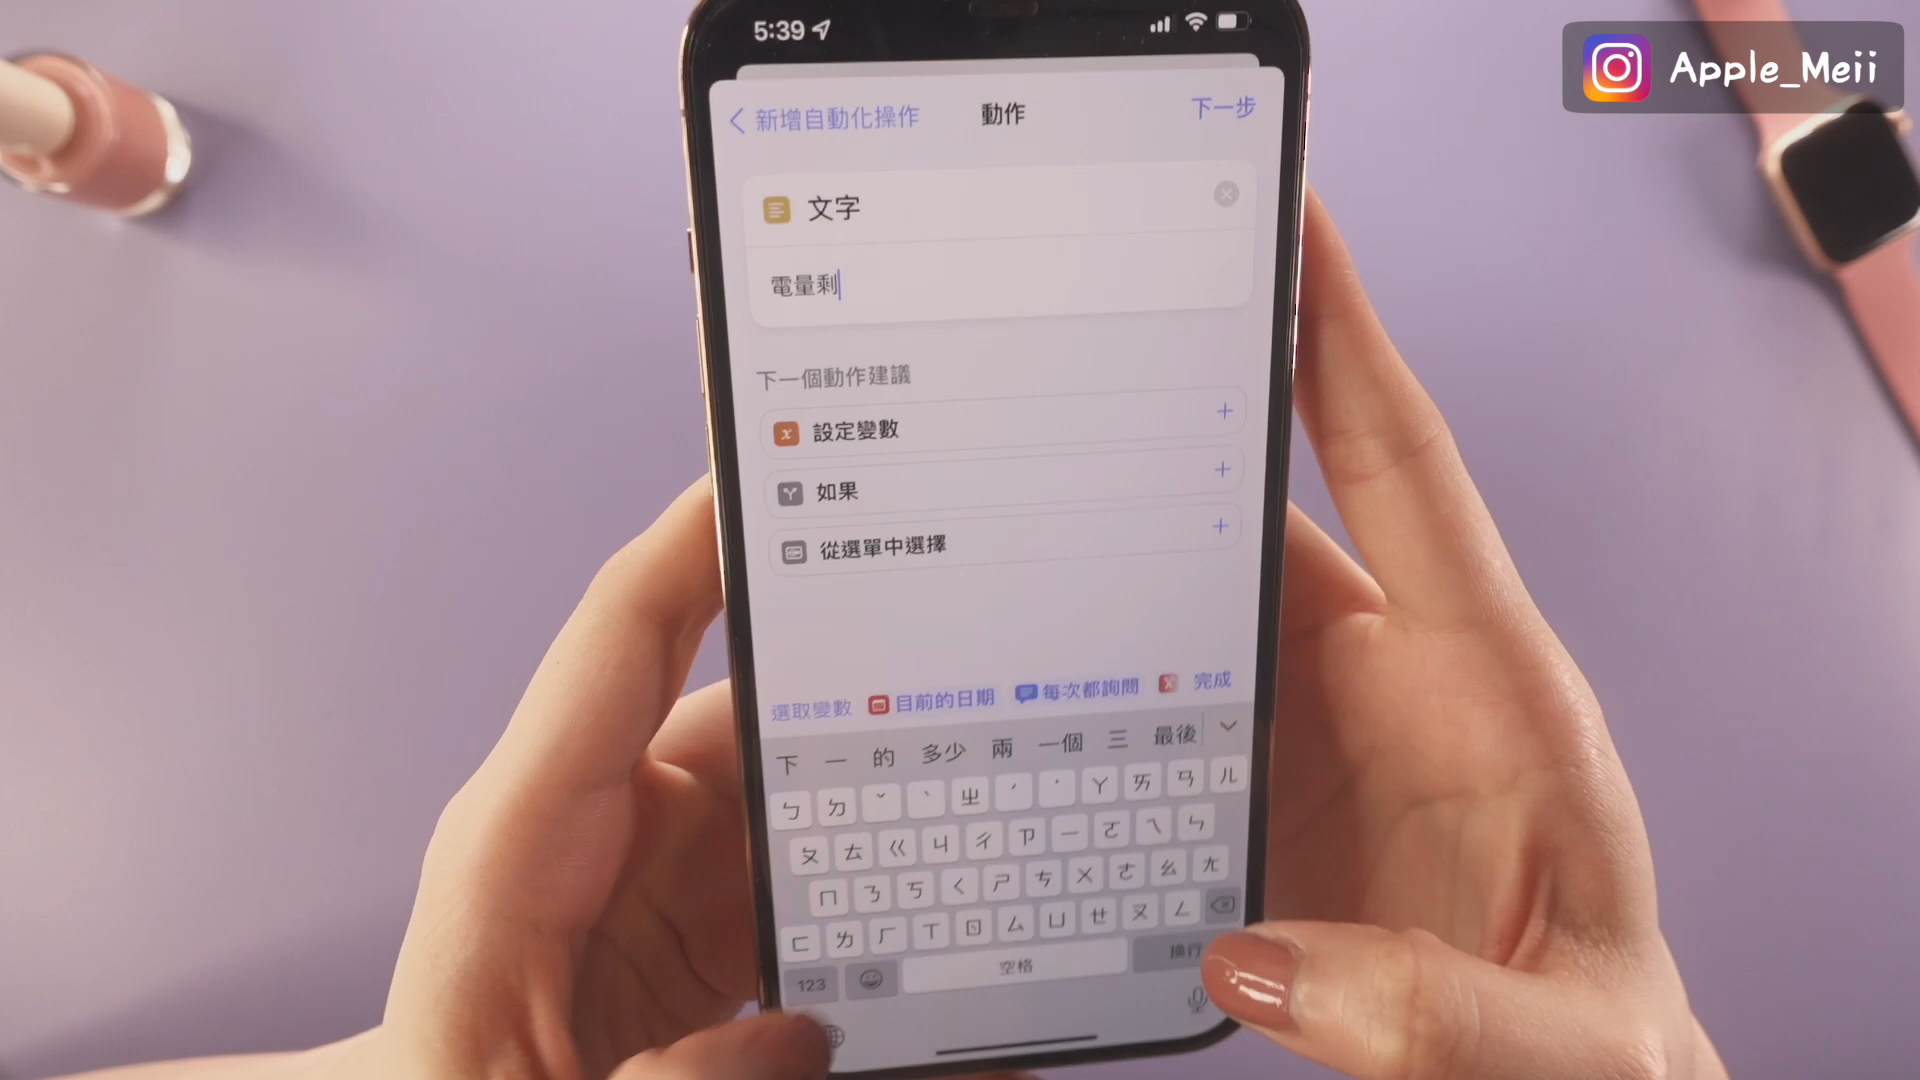 5:39
Apple_Meii
新增自動化操作 動作 下一步
文字
電量剩
下一個動作建議
設定變數
如果
從選單中選擇
選取變數 目前的日期 每次都詢問 完成
下 一 的 多少 兩 一個 三 最後
ㄅ ㄉ ˇ ˋ ㄓ ˊ ˙ ㄚ ㄞ ㄢ ㄦ
ㄆ ㄊ ㄍ ㄐ ㄔ ㄗ ㄧ ㄛ ㄟ ㄣ
ㄇ ㄋ ㄎ ㄑ ㄕ ㄘ ㄨ ㄜ ㄠ ㄤ
ㄈ ㄌ ㄏ ㄒ ㄖ ㄙ ㄩ ㄝ ㄡ ㄥ
123 空格 換行